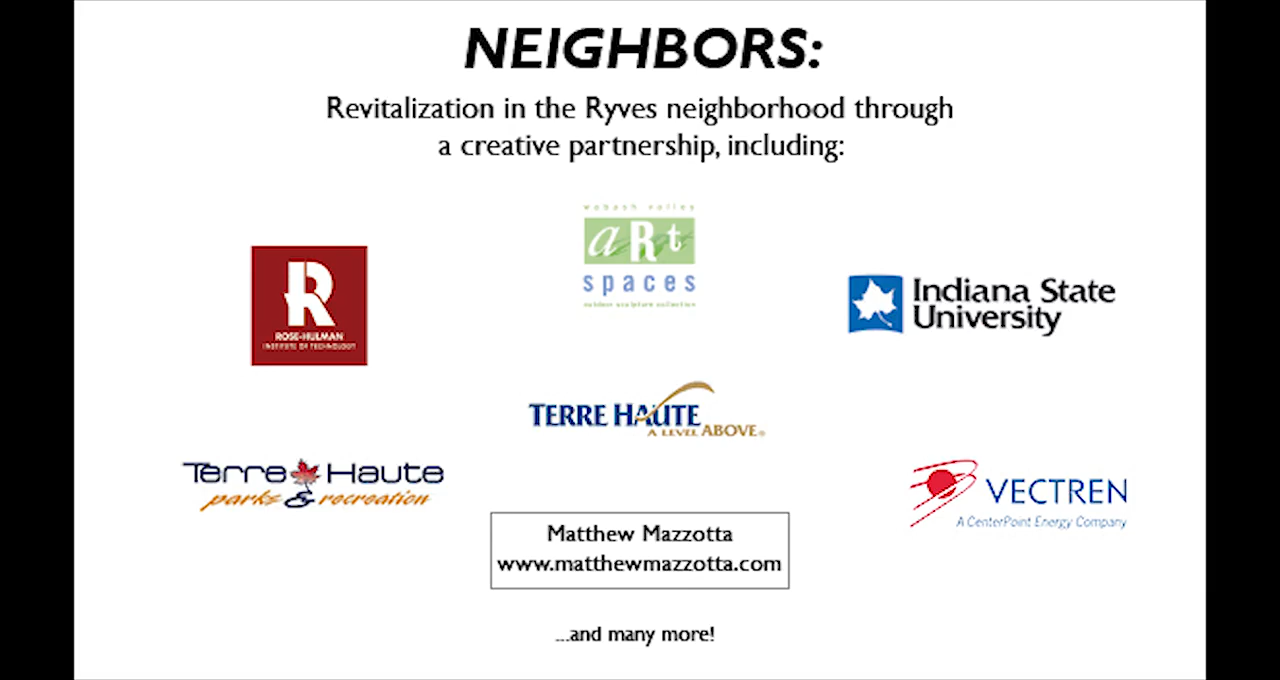 NEIGHBORS:
Revitalization in the Ryves neighborhood through
a creative partnership, including:
wabash valley
aRt
spaces
outdoor sculpture collection
R
ROSE-HULMAN
INSTITUTE OF TECHNOLOGY
Indiana State
University
TERRE HAUTE
A LEVEL ABOVE®
Terre Haute
parks & recreation
VECTREN
A CenterPoint Energy Company
Matthew Mazzotta
www.matthewmazzotta.com
...and many more!